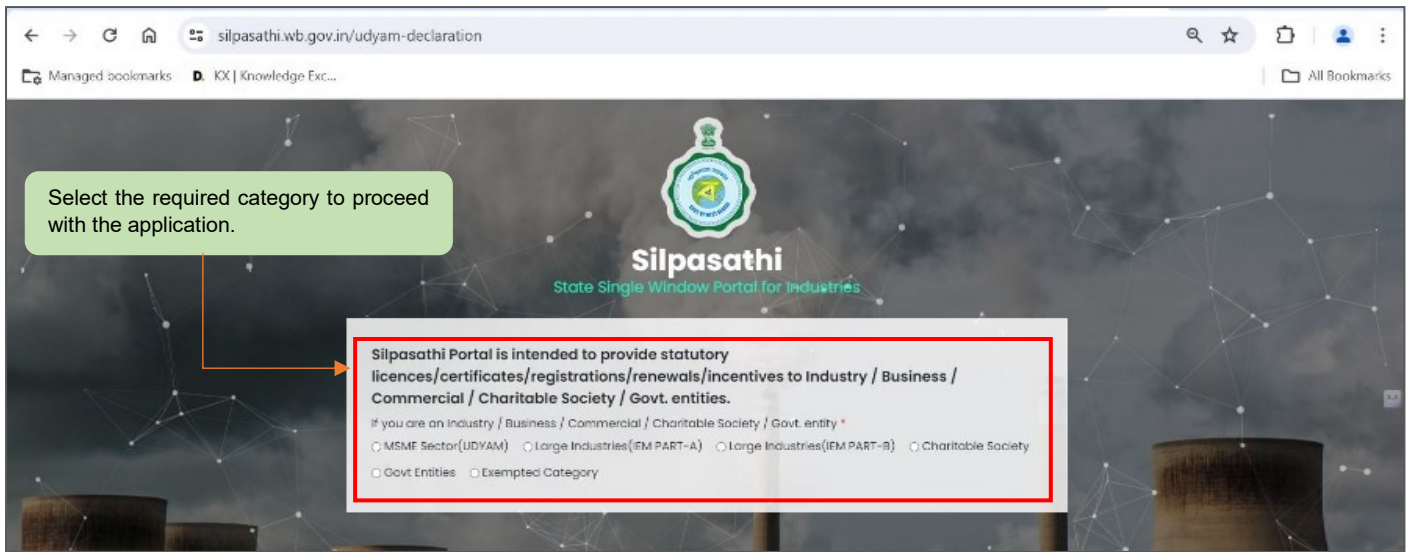 silpasathi.wb.gov.in/udyam-declaration
Managed bookmarks D. KX | Knowledge Exc... All Bookmarks
Select the required category to proceed
with the application.
Silpasathi
State Single Window Portal for Industries
Silpasathi Portal is intended to provide statutory
licences/certificates/registrations/renewals/incentives to Industry / Business /
Commercial / Charitable Society / Govt. entities.
If you are an Industry / Business / Commercial / Charitable Society / Govt. entity *
MSME Sector(UDYAM) Large Industries(IEM PART-A) Large Industries(IEM PART-B) Charitable Society
Govt Entities Exempted Category